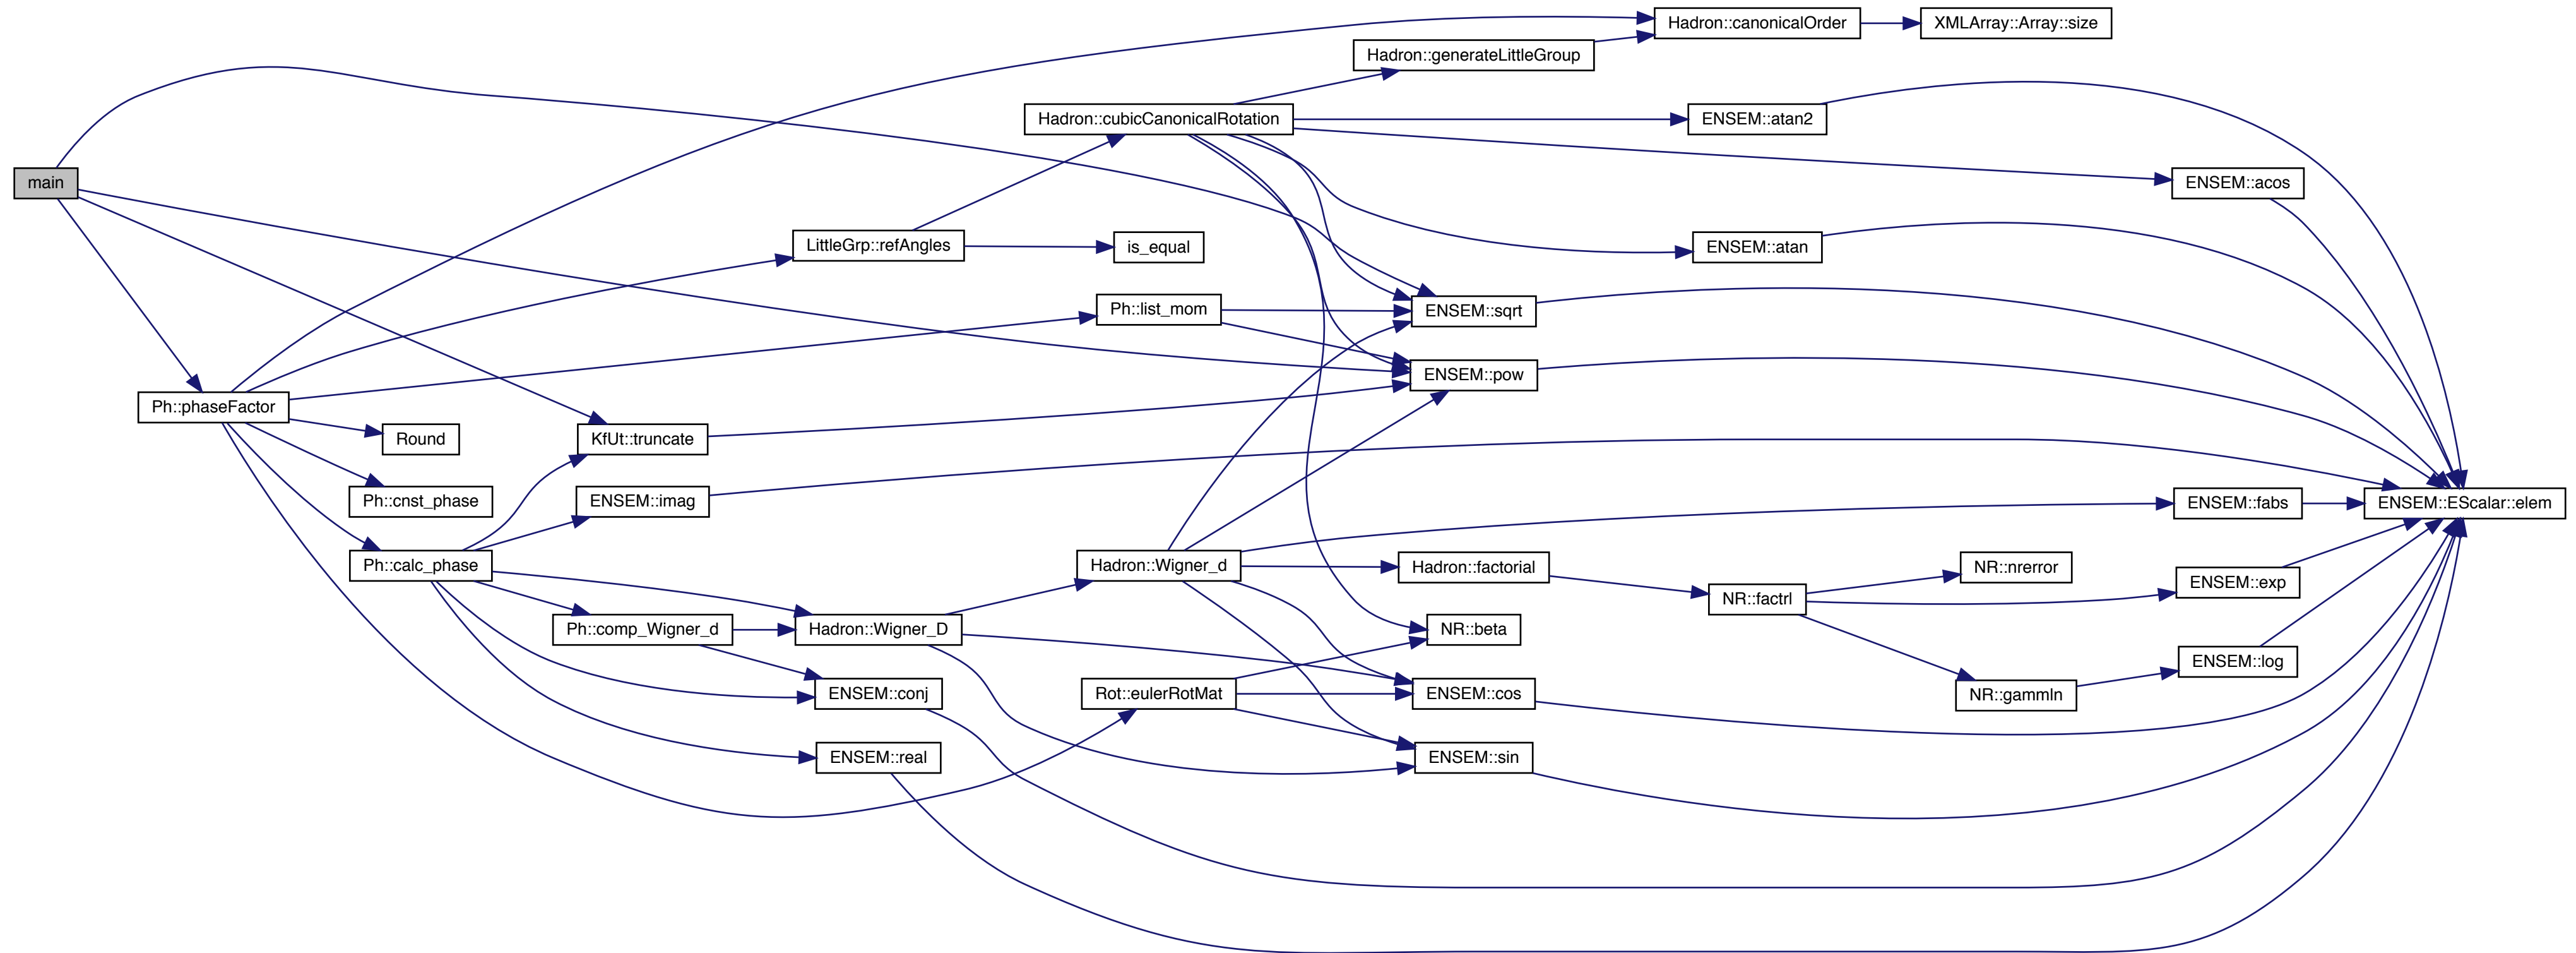 main
Ph::phaseFactor
Round
Ph::cnst_phase
Ph::calc_phase
KfUt::truncate
ENSEM::imag
Ph::comp_Wigner_d
LittleGrp::refAngles
Hadron::Wigner_D
ENSEM::conj
ENSEM::real
Hadron::cubicCanonicalRotation
is_equal
Ph::list_mom
Hadron::Wigner_d
Rot::eulerRotMat
Hadron::generateLittleGroup
ENSEM::sqrt
ENSEM::pow
Hadron::factorial
NR::beta
ENSEM::cos
ENSEM::sin
Hadron::canonicalOrder
ENSEM::atan2
ENSEM::atan
NR::factrl
XMLArray::Array::size
NR::nrerror
NR::gammln
ENSEM::acos
ENSEM::fabs
ENSEM::exp
ENSEM::log
ENSEM::EScalar::elem